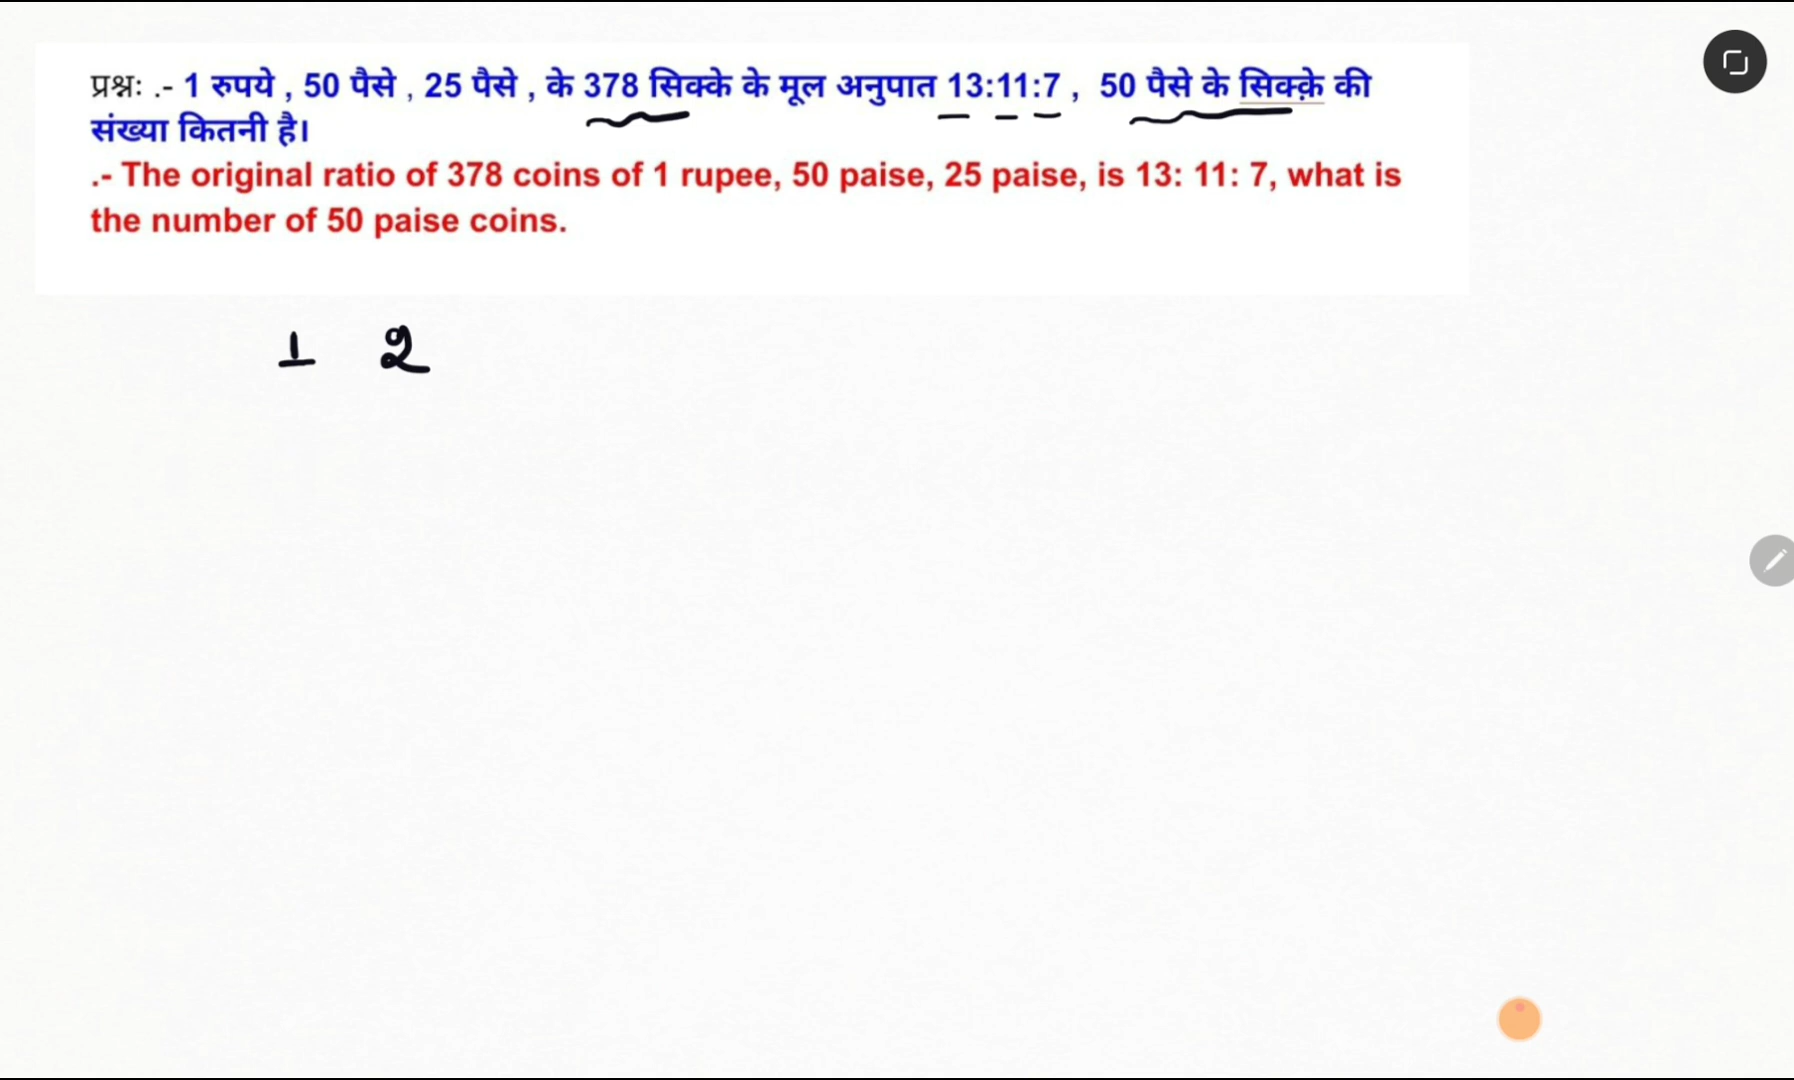 प्रश्नः .- 1 रुपये , 50 पैसे , 25 पैसे , के 378 सिक्के के मूल अनुपात 13:11:7 , 50 पैसे के सिक्क़े की
संख्या कितनी है।
.- The original ratio of 378 coins of 1 rupee, 50 paise, 25 paise, is 13: 11: 7, what is
the number of 50 paise coins.
1 2